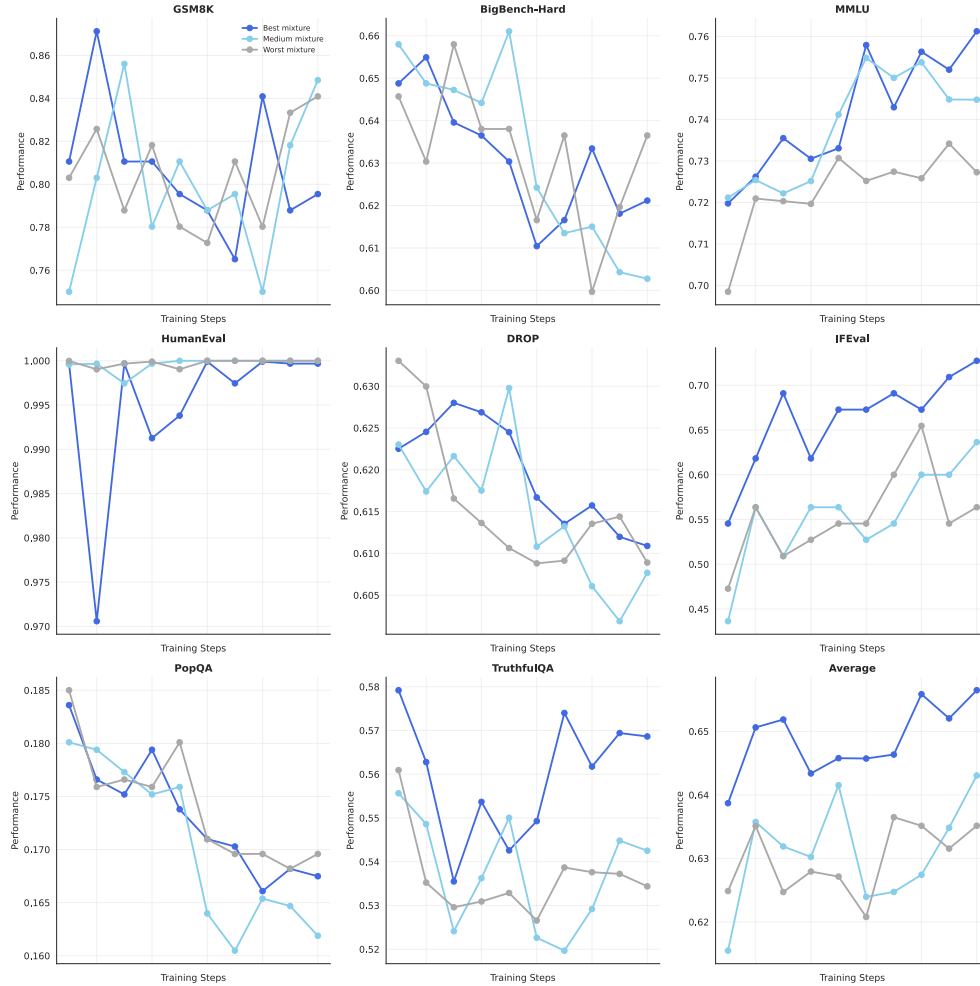 GSM8K
Best mixture
Medium mixture
Worst mixture
0.86
0.84
0.82
0.80
0.78
0.76
Performance
Training Steps
BigBench-Hard
0.66
0.65
0.64
0.63
0.62
0.61
0.60
Performance
Training Steps
MMLU
0.76
0.75
0.74
0.73
0.72
0.71
0.70
Performance
Training Steps
HumanEval
1.000
0.995
0.990
0.985
0.980
0.975
0.970
Performance
Training Steps
DROP
0.630
0.625
0.620
0.615
0.610
0.605
Performance
Training Steps
IFEval
0.70
0.65
0.60
0.55
0.50
0.45
Performance
Training Steps
PopQA
0.185
0.180
0.175
0.170
0.165
0.160
Performance
Training Steps
TruthfulQA
0.58
0.57
0.56
0.55
0.54
0.53
0.52
Performance
Training Steps
Average
0.65
0.64
0.63
0.62
Performance
Training Steps